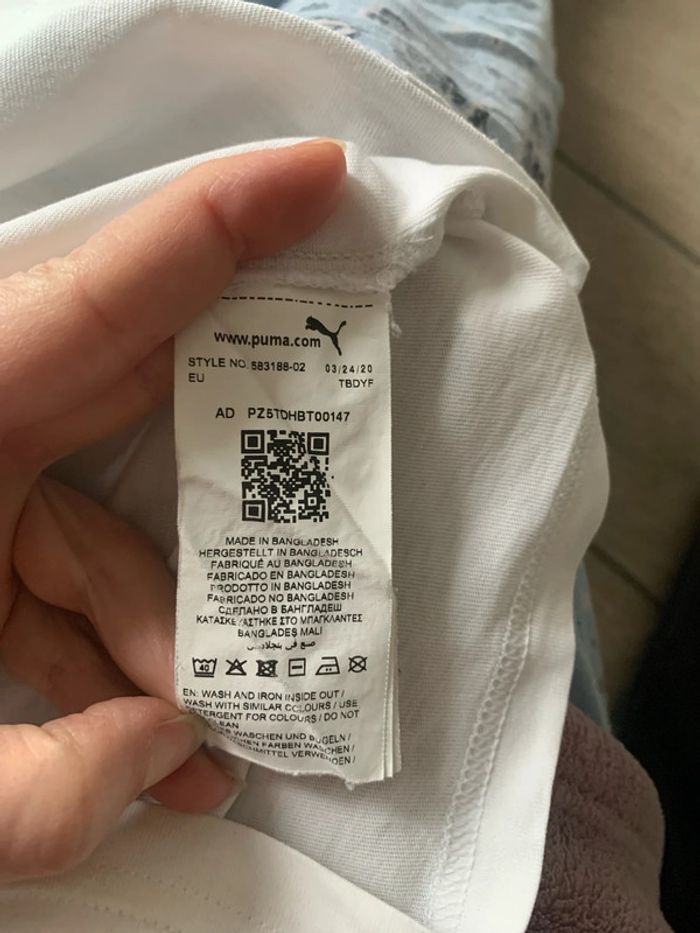 www.puma.com
STYLE NO. 583188-02 03/24/20
EU TBDYF
AD PZ5TDHBT00147
MADE IN BANGLADESH
HERGESTELLT IN BANGLADESCH
FABRIQUÉ AU BANGLADESH
FABRICADO EN BANGLADESH
PRODOTTO IN BANGLADESH
FABRICADO NO BANGLADESH
СДЕЛАНО В БАНГЛАДЕШ
ΣΤΟ ΜΠΑΓΚΛΑΝΤΕΣ
BANGLADEŞ MALI
صنع في بنجلاديش
40
EN: WASH AND IRON INSIDE OUT /
WASH WITH SIMILAR COLOURS / USE
DETERGENT FOR COLOURS / DO NOT
CLEAN
WASCHEN UND BÜGELN /
FARBEN WASCHEN /
VERWENDEN /